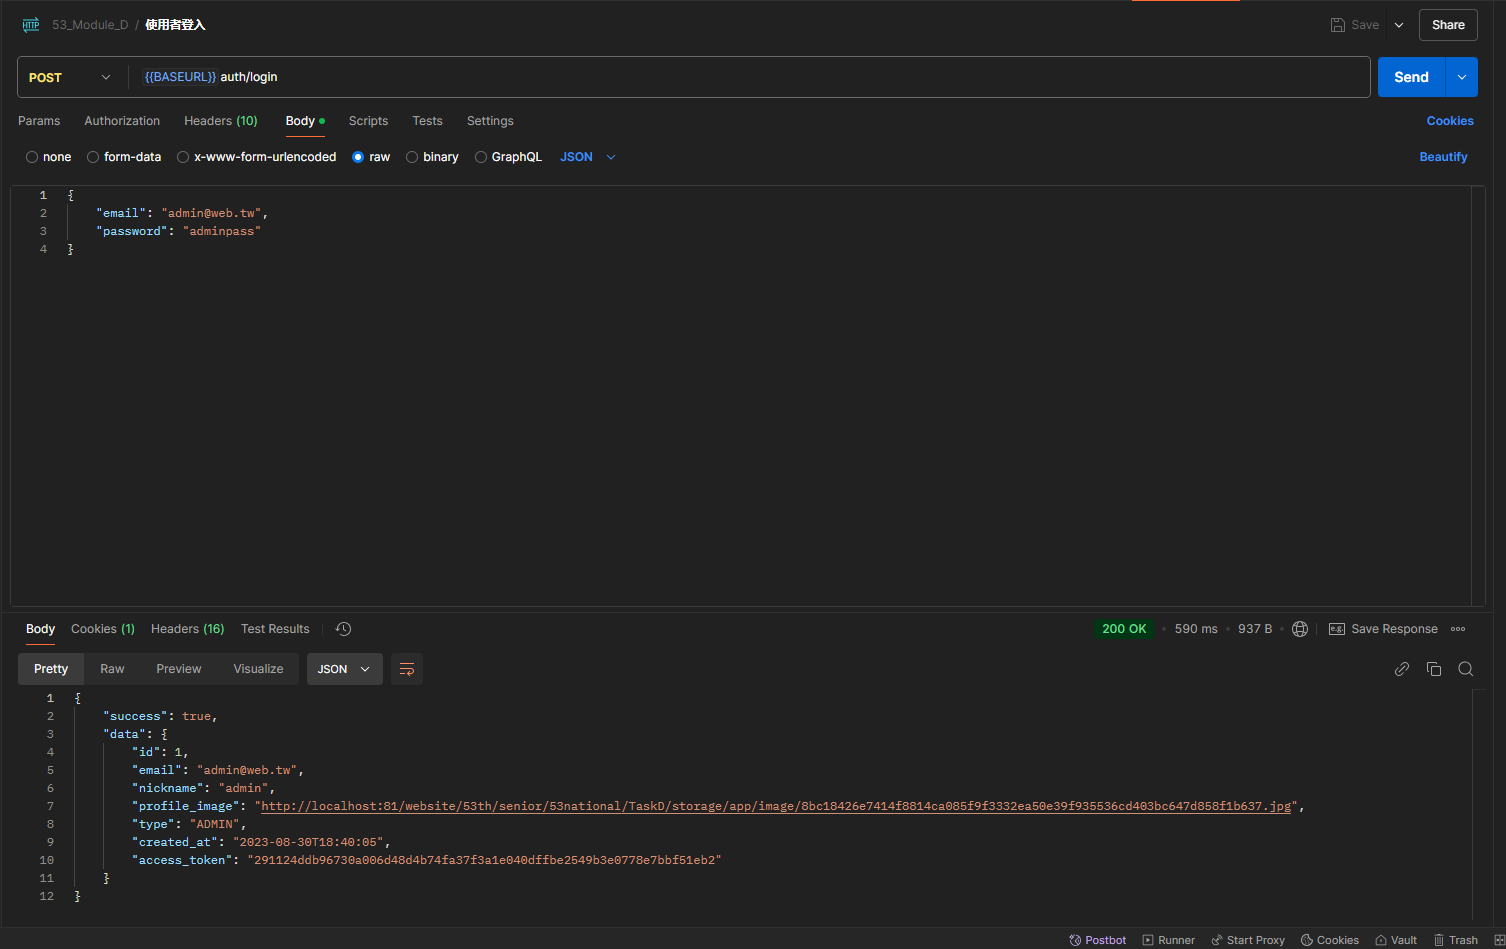 HTTP 53_Module_D / 使用者登入 Save Share
POST {{BASEURL}} auth/login Send
Params Authorization Headers (10) Body Scripts Tests Settings Cookies
none form-data x-www-form-urlencoded raw binary GraphQL JSON Beautify
1 {
2 "email": "admin@web.tw",
3 "password": "adminpass"
4 }
Body Cookies (1) Headers (16) Test Results 200 OK • 590 ms • 937 B • e.g. Save Response
Pretty Raw Preview Visualize JSON
1 {
2 "success": true,
3 "data": {
4 "id": 1,
5 "email": "admin@web.tw",
6 "nickname": "admin",
7 "profile_image": "http://localhost:81/website/53th/senior/53national/TaskD/storage/app/image/8bc18426e7414f8814ca085f9f3332ea50e39f935536cd403bc647d858f1b637.jpg",
8 "type": "ADMIN",
9 "created_at": "2023-08-30T18:40:05",
10 "access_token": "291124ddb96730a006d48d4b74fa37f3a1e040dffbe2549b3e0778e7bbf51eb2"
11 }
12 }
Postbot Runner Start Proxy Cookies Vault Trash